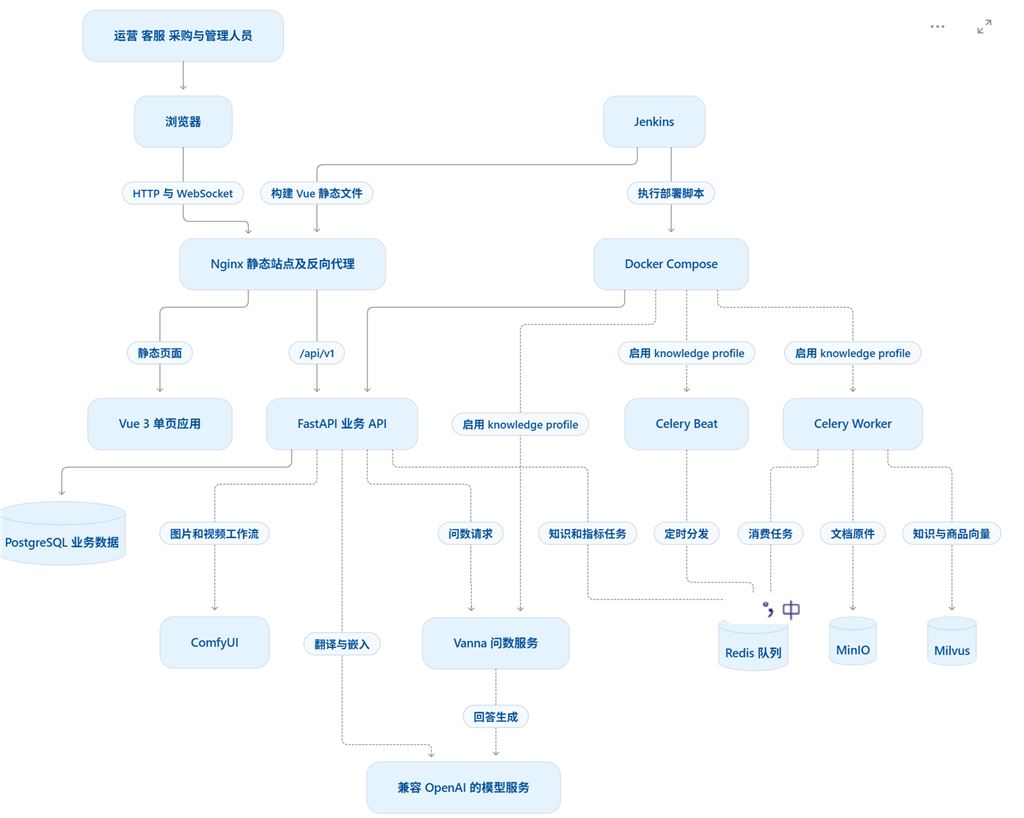 运营 客服 采购与管理人员
浏览器
Jenkins
HTTP 与 WebSocket
构建 Vue 静态文件
执行部署脚本
Nginx 静态站点及反向代理
Docker Compose
静态页面
/api/v1
启用 knowledge profile
启用 knowledge profile
Vue 3 单页应用
FastAPI 业务 API
启用 knowledge profile
Celery Beat
Celery Worker
PostgreSQL 业务数据
图片和视频工作流
问数请求
知识和指标任务
定时分发
消费任务
文档原件
知识与商品向量
中
ComfyUI
翻译与嵌入
Vanna 问数服务
Redis 队列
MinIO
Milvus
回答生成
兼容 OpenAI 的模型服务